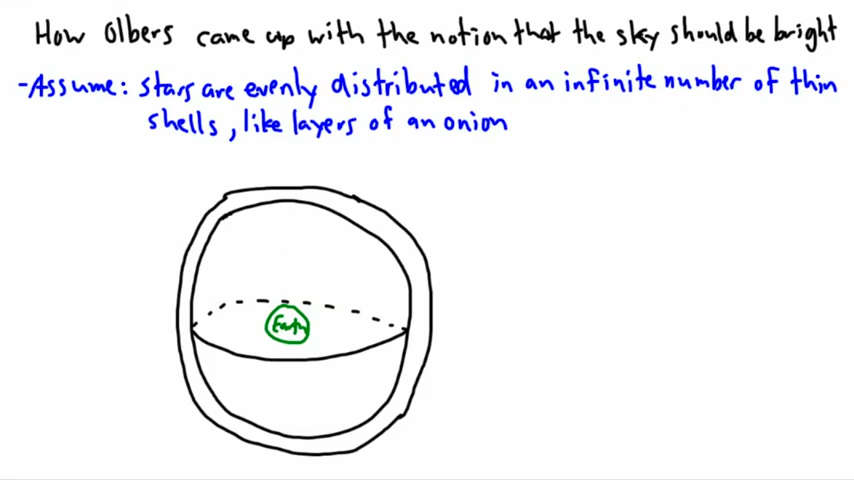 How Olbers came up with the notion that the sky should be bright
-Assume: stars are evenly distributed in an infinite number of thin
shells, like layers of an onion
Earth